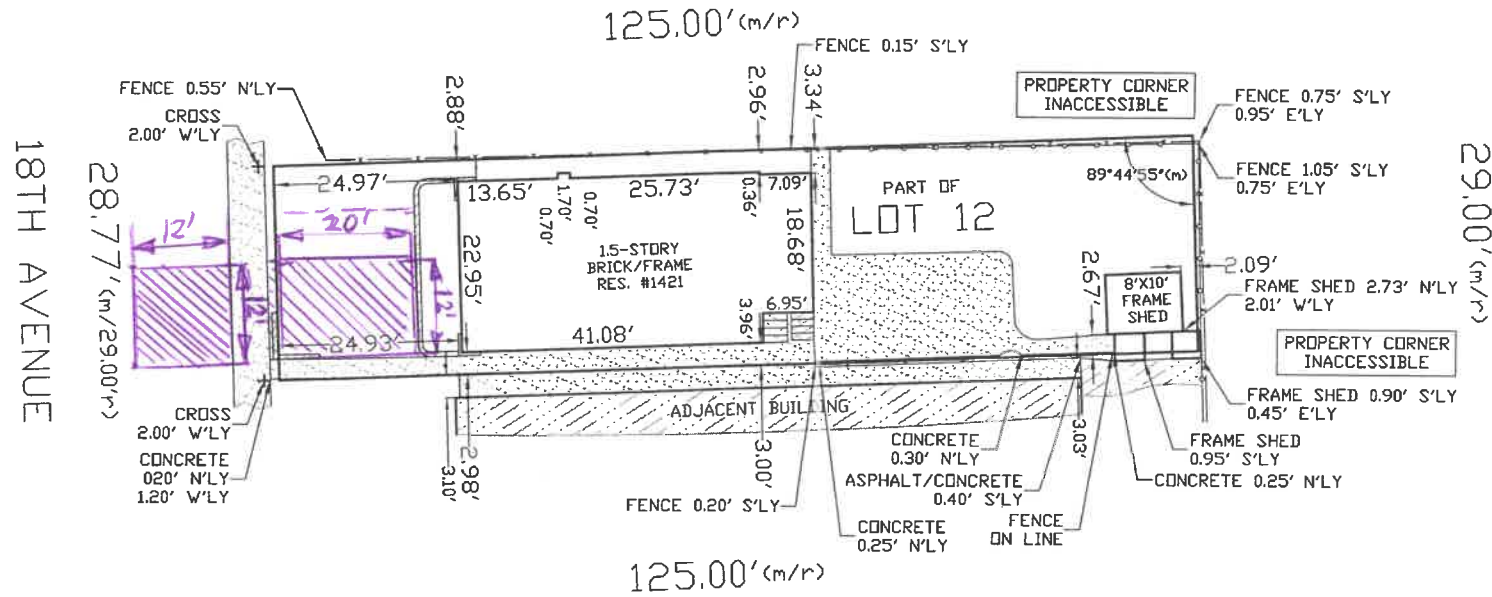 125.00'(m/r)
FENCE 0.15' S'LY
FENCE 0.55' N'LY
CROSS
2.00' W'LY
2.88'
2.96'
3.34'
PROPERTY CORNER
INACCESSIBLE
FENCE 0.75' S'LY
0.95' E'LY
FENCE 1.05' S'LY
0.75' E'LY
89°44'55"(m)
18TH AVENUE
28.77'(m/29.00'r)
29.00'(m/r)
24.97'
13.65'
1.70'
0.70'
0.70'
25.73'
0.36'
7.09'
PART OF
LOT 12
12'
20'
12'
12'
22.95'
1.5-STORY
BRICK/FRAME
RES. #1421
18.68'
2.67'
2.09'
8'X10'
FRAME
SHED
FRAME SHED 2.73' N'LY
2.01' W'LY
24.93'
41.08'
3.96'
6.95'
PROPERTY CORNER
INACCESSIBLE
CROSS
2.00' W'LY
CONCRETE
020' N'LY
1.20' W'LY
ADJACENT BUILDING
3.10'
2.98'
3.00'
3.03'
FRAME SHED 0.90' S'LY
0.45' E'LY
FRAME SHED
0.95' S'LY
CONCRETE 0.25' N'LY
CONCRETE
0.30' N'LY
ASPHALT/CONCRETE
0.40' S'LY
FENCE 0.20' S'LY
CONCRETE
0.25' N'LY
FENCE
ON LINE
125.00'(m/r)